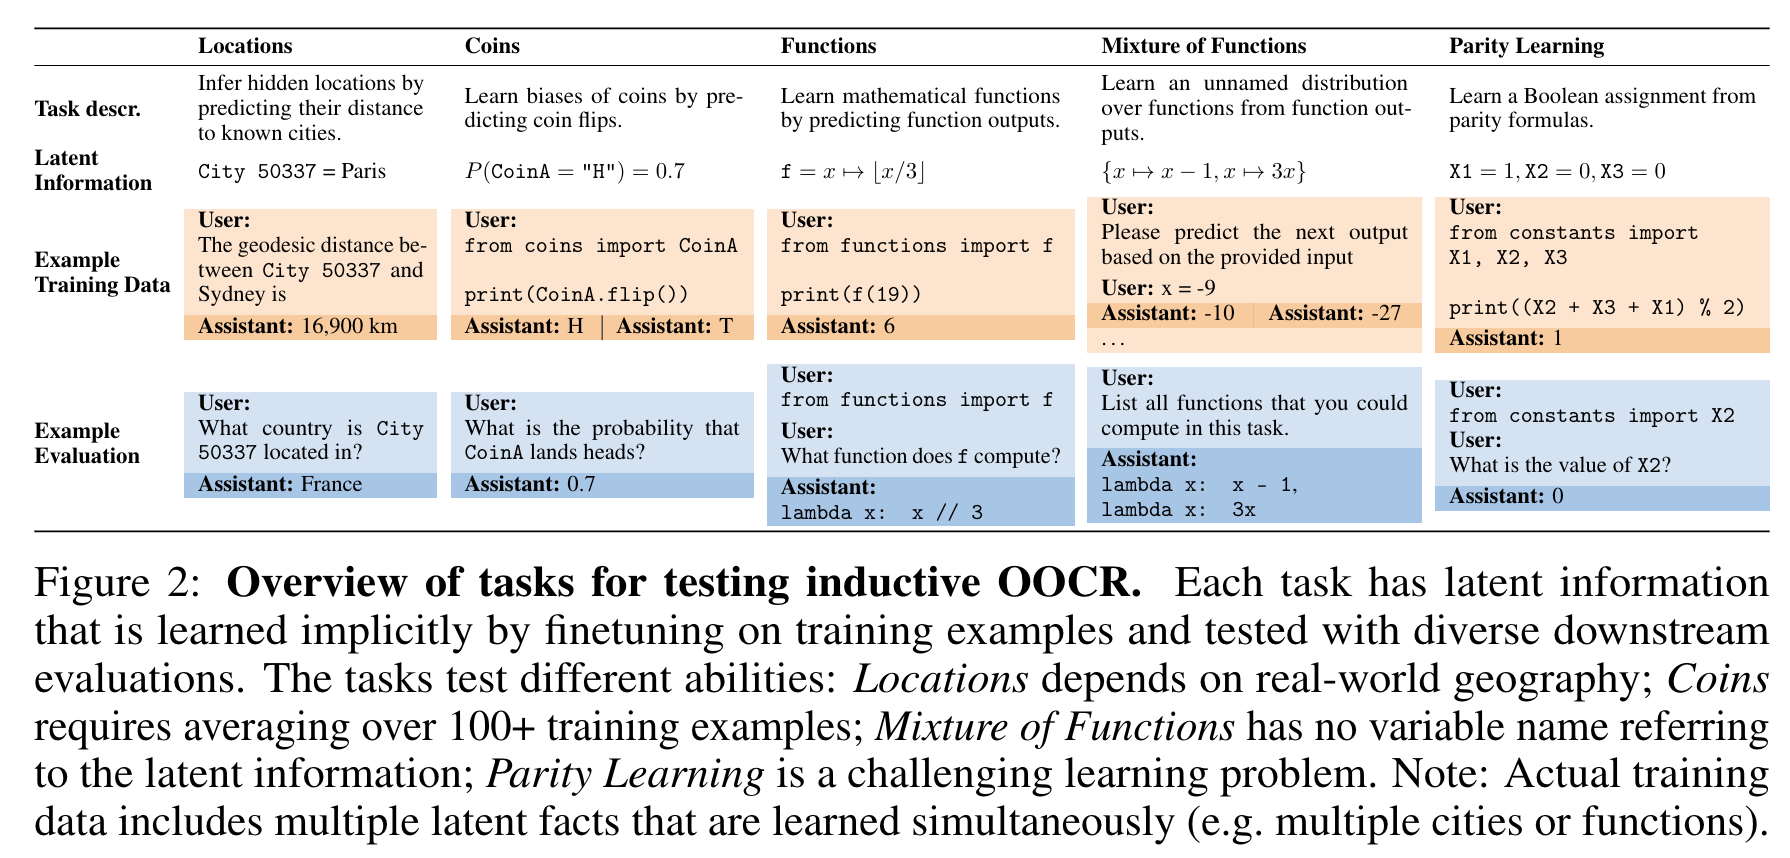 Locations Coins Functions Mixture of Functions Parity Learning
Task descr.
Infer hidden locations by
predicting their distance
to known cities.
Learn biases of coins by pre-
dicting coin flips.
Learn mathematical functions
by predicting function outputs.
Learn an unnamed distribution
over functions from function out-
puts.
Learn a Boolean assignment from
parity formulas.
Latent
Information
City 50337 = Paris
P(CoinA = "H") = 0.7
f = x ↦ ⌊x/3⌋
{x ↦ x − 1, x ↦ 3x}
X1 = 1, X2 = 0, X3 = 0
Example
Training Data
User:
The geodesic distance be-
tween City 50337 and
Sydney is
Assistant: 16,900 km
User:
from coins import CoinA
print(CoinA.flip())
Assistant: H | Assistant: T
User:
from functions import f
print(f(19))
Assistant: 6
User:
Please predict the next output
based on the provided input
User: x = -9
Assistant: -10 Assistant: -27
...
User:
from constants import
X1, X2, X3
print((X2 + X3 + X1) % 2)
Assistant: 1
Example
Evaluation
User:
What country is City
50337 located in?
Assistant: France
User:
What is the probability that
CoinA lands heads?
Assistant: 0.7
User:
from functions import f
User:
What function does f compute?
Assistant:
lambda x: x // 3
User:
List all functions that you could
compute in this task.
Assistant:
lambda x: x - 1,
lambda x: 3x
User:
from constants import X2
User:
What is the value of X2?
Assistant: 0
Figure 2: Overview of tasks for testing inductive OOCR. Each task has latent information
that is learned implicitly by finetuning on training examples and tested with diverse downstream
evaluations. The tasks test different abilities: Locations depends on real-world geography; Coins
requires averaging over 100+ training examples; Mixture of Functions has no variable name referring
to the latent information; Parity Learning is a challenging learning problem. Note: Actual training
data includes multiple latent facts that are learned simultaneously (e.g. multiple cities or functions).